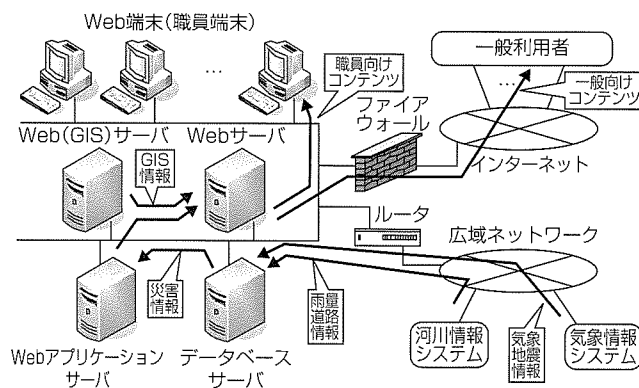 Web端末(職員端末)
…
職員向け
コンテンツ
一般利用者
…
一般向け
コンテンツ
ファイア
ウォール
インターネット
Web(GIS)サーバ
Webサーバ
GIS
情報
ルータ
広域ネットワーク
災害
情報
雨量
道路
情報
河川情報
システム
気象
地震
情報
気象情報
システム
Webアプリケーション
サーバ
データベース
サーバ